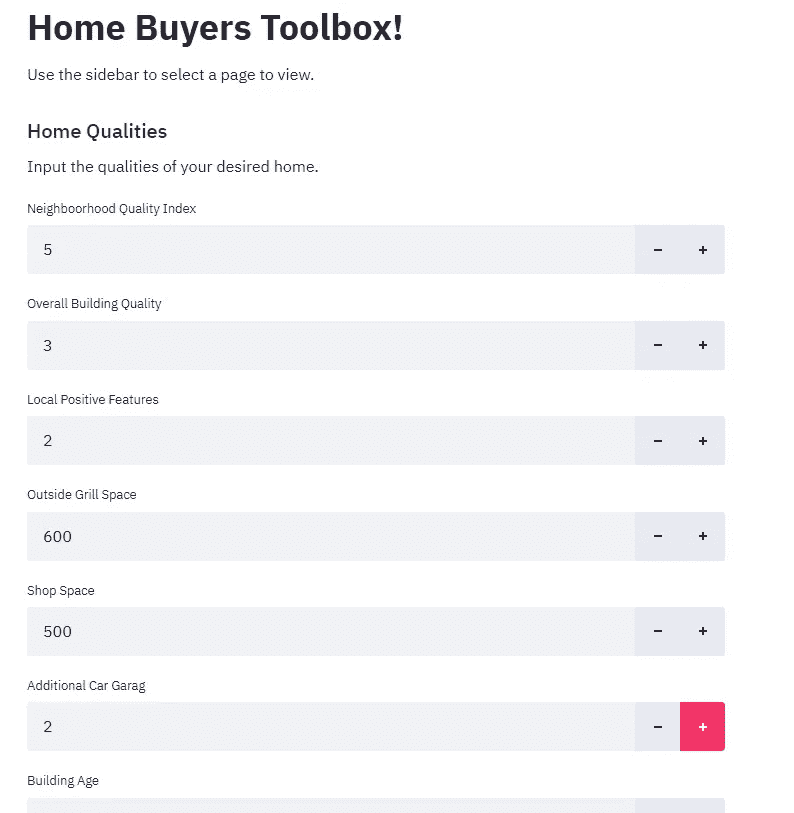 Home Buyers Toolbox!
Use the sidebar to select a page to view.
Home Qualities
Input the qualities of your desired home.
Neighboorhood Quality Index
5
Overall Building Quality
3
Local Positive Features
2
Outside Grill Space
600
Shop Space
500
Additional Car Garag
2
Building Age